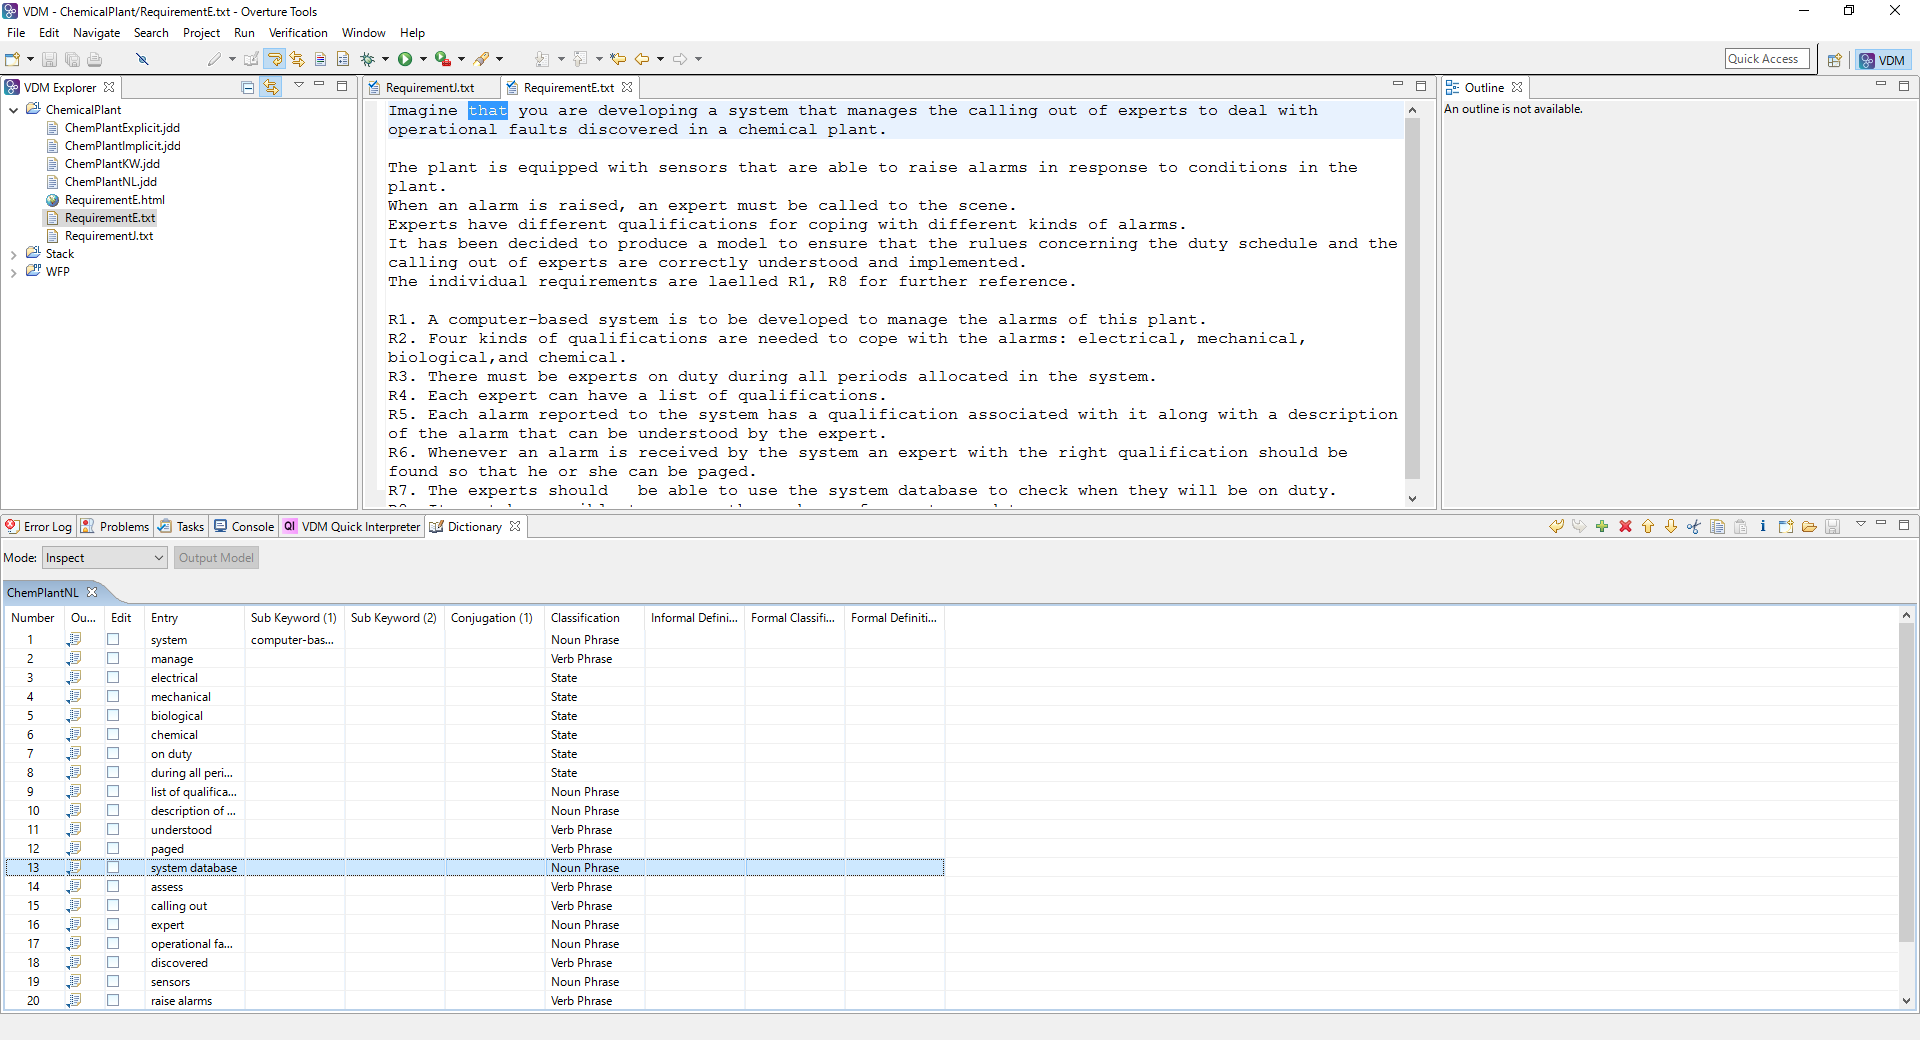 VDM - ChemicalPlant/RequirementE.txt - Overture Tools
File Edit Navigate Search Project Run Verification Window Help
Quick Access
VDM
VDM Explorer
ChemicalPlant
ChemPlantExplicit.jdd
ChemPlantImplicit.jdd
ChemPlantKW.jdd
ChemPlantNL.jdd
RequirementE.html
RequirementE.txt
RequirementJ.txt
Stack
WFP
RequirementJ.txt RequirementE.txt
Imagine that you are developing a system that manages the calling out of experts to deal with
operational faults discovered in a chemical plant.
The plant is equipped with sensors that are able to raise alarms in response to conditions in the
plant.
When an alarm is raised, an expert must be called to the scene.
Experts have different qualifications for coping with different kinds of alarms.
It has been decided to produce a model to ensure that the rulues concerning the duty schedule and the
calling out of experts are correctly understood and implemented.
The individual requirements are laelled R1, R8 for further reference.
R1. A computer-based system is to be developed to manage the alarms of this plant.
R2. Four kinds of qualifications are needed to cope with the alarms: electrical, mechanical,
biological,and chemical.
R3. There must be experts on duty during all periods allocated in the system.
R4. Each expert can have a list of qualifications.
R5. Each alarm reported to the system has a qualification associated with it along with a description
of the alarm that can be understood by the expert.
R6. Whenever an alarm is received by the system an expert with the right qualification should be
found so that he or she can be paged.
R7. The experts should be able to use the system database to check when they will be on duty.
Outline
An outline is not available.
Error Log Problems Tasks Console QI VDM Quick Interpreter Dictionary
Mode: Inspect Output Model
ChemPlantNL
Number Ou... Edit Entry Sub Keyword (1) Sub Keyword (2) Conjugation (1) Classification Informal Defini... Formal Classifi... Formal Definiti...
1 system computer-bas... Noun Phrase
2 manage Verb Phrase
3 electrical State
4 mechanical State
5 biological State
6 chemical State
7 on duty State
8 during all peri... State
9 list of qualifica... Noun Phrase
10 description of ... Noun Phrase
11 understood Verb Phrase
12 paged Verb Phrase
13 system database Noun Phrase
14 assess Verb Phrase
15 calling out Verb Phrase
16 expert Noun Phrase
17 operational fa... Noun Phrase
18 discovered Verb Phrase
19 sensors Noun Phrase
20 raise alarms Verb Phrase